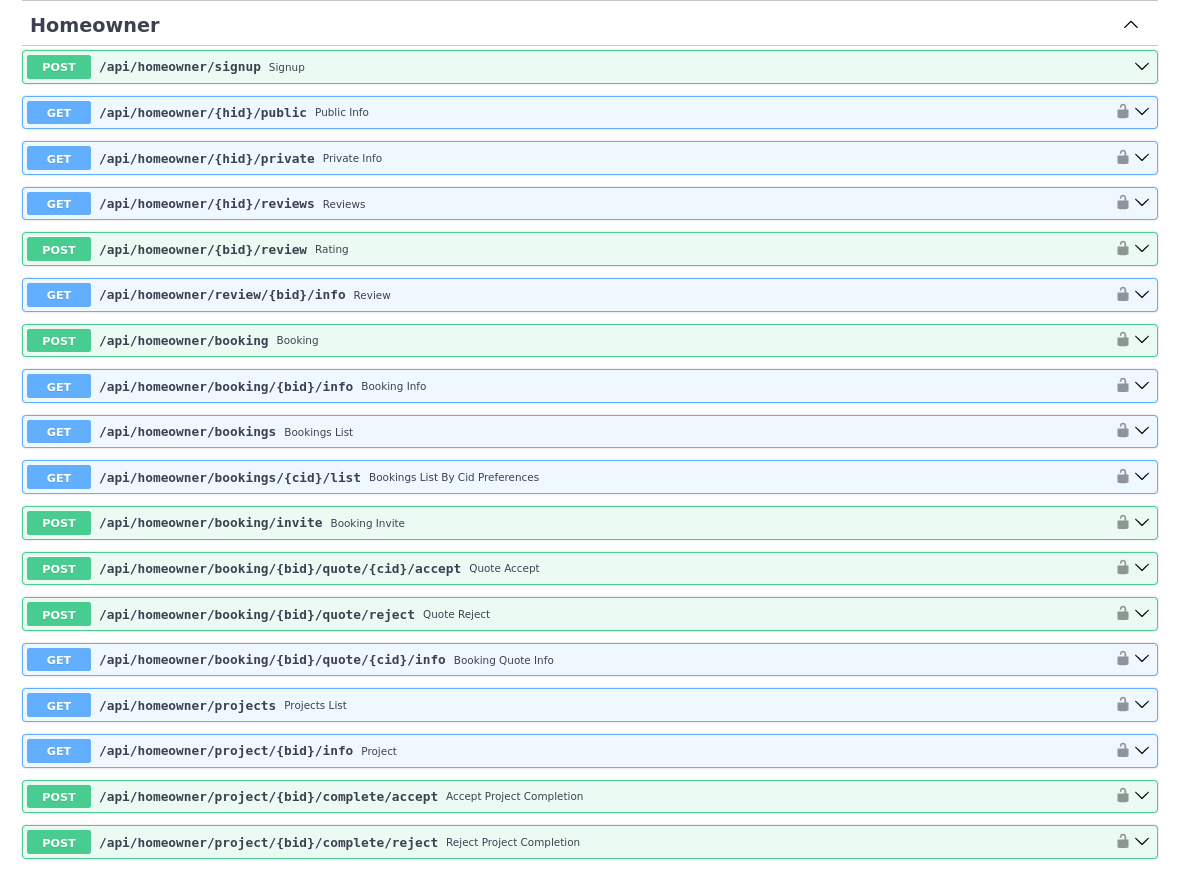 Homeowner
POST /api/homeowner/signup Signup
GET /api/homeowner/{hid}/public Public Info
GET /api/homeowner/{hid}/private Private Info
GET /api/homeowner/{hid}/reviews Reviews
POST /api/homeowner/{bid}/review Rating
GET /api/homeowner/review/{bid}/info Review
POST /api/homeowner/booking Booking
GET /api/homeowner/booking/{bid}/info Booking Info
GET /api/homeowner/bookings Bookings List
GET /api/homeowner/bookings/{cid}/list Bookings List By Cid Preferences
POST /api/homeowner/booking/invite Booking Invite
POST /api/homeowner/booking/{bid}/quote/{cid}/accept Quote Accept
POST /api/homeowner/booking/{bid}/quote/reject Quote Reject
GET /api/homeowner/booking/{bid}/quote/{cid}/info Booking Quote Info
GET /api/homeowner/projects Projects List
GET /api/homeowner/project/{bid}/info Project
POST /api/homeowner/project/{bid}/complete/accept Accept Project Completion
POST /api/homeowner/project/{bid}/complete/reject Reject Project Completion